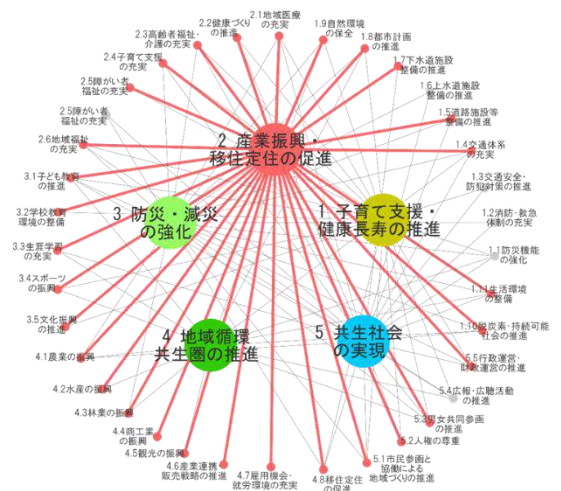 2.1地域医療
の充実
2.2健康づくり
の推進
1.9自然環境
の保全
2.3高齢者福祉・
介護の充実
1.8都市計画
の推進
2.4子育て支援
の充実
1.7下水道施設
整備の推進
2.5障がい者
福祉の充実
1.6上水道施設
整備の推進
2.5障がい者
福祉の充実
1.5道路施設等
整備の推進
2.6地域福祉
の充実
1.4交通体系
の充実
2 産業振興・
移住定住の促進
3.1子ども教育
の推進
1.3交通安全・
防犯対策の推進
3.2学校教育
環境の整備
3 防災・減災
の強化
1 子育て支援・
健康長寿の推進
1.2消防・救急
体制の充実
3.3生涯学習
の充実
1.1防災機能
の強化
3.4スポーツ
の振興
1.11生活環境
の整備
3.5文化振興
の推進
4 地域循環
共生圏の推進
5 共生社会
の実現
1.10脱炭素・持続可能
社会の推進
4.1農業の振興
5.5行政運営・
財政運営の推進
4.2水産の振興
5.4広報・広聴活動
の推進
4.3林業の振興
5.3男女共同参画
の推進
4.4商工業
の振興
5.2人権の尊重
4.5観光の振興
4.6産業連携・
販売戦略の推進
4.7雇用機会・
就労環境の充実
4.8移住定住
の促進
5.1市民参画と
協働による
地域づくりの推進